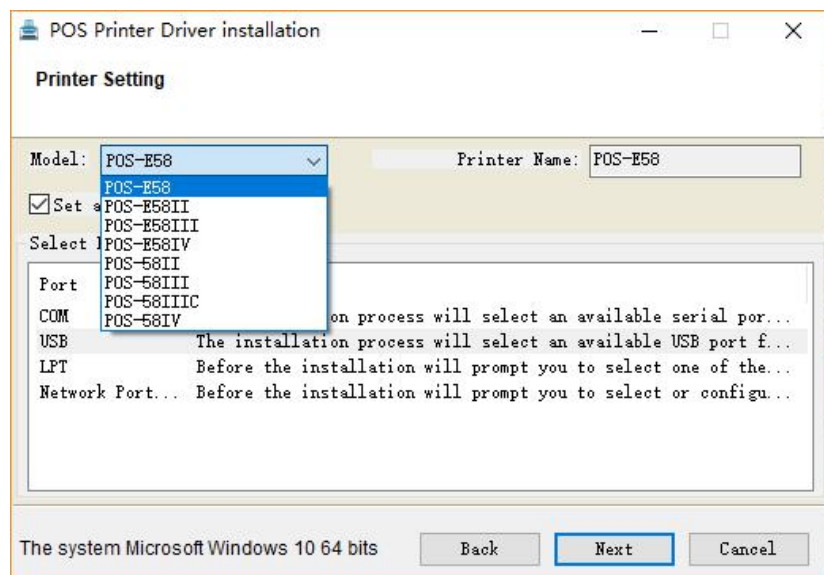 POS Printer Driver installation
Printer Setting
Model: POS-E58 Printer Name: POS-E58
POS-E58
Set a POS-E58II
POS-E58III
Select POS-E58IV
POS-58II
Port POS-58III
POS-58IIIC
COM on process will select an available serial por...
POS-58IV
USB The installation process will select an available USB port f...
LPT Before the installation will prompt you to select one of the...
Network Port... Before the installation will prompt you to select or configu...
The system Microsoft Windows 10 64 bits Back Next Cancel